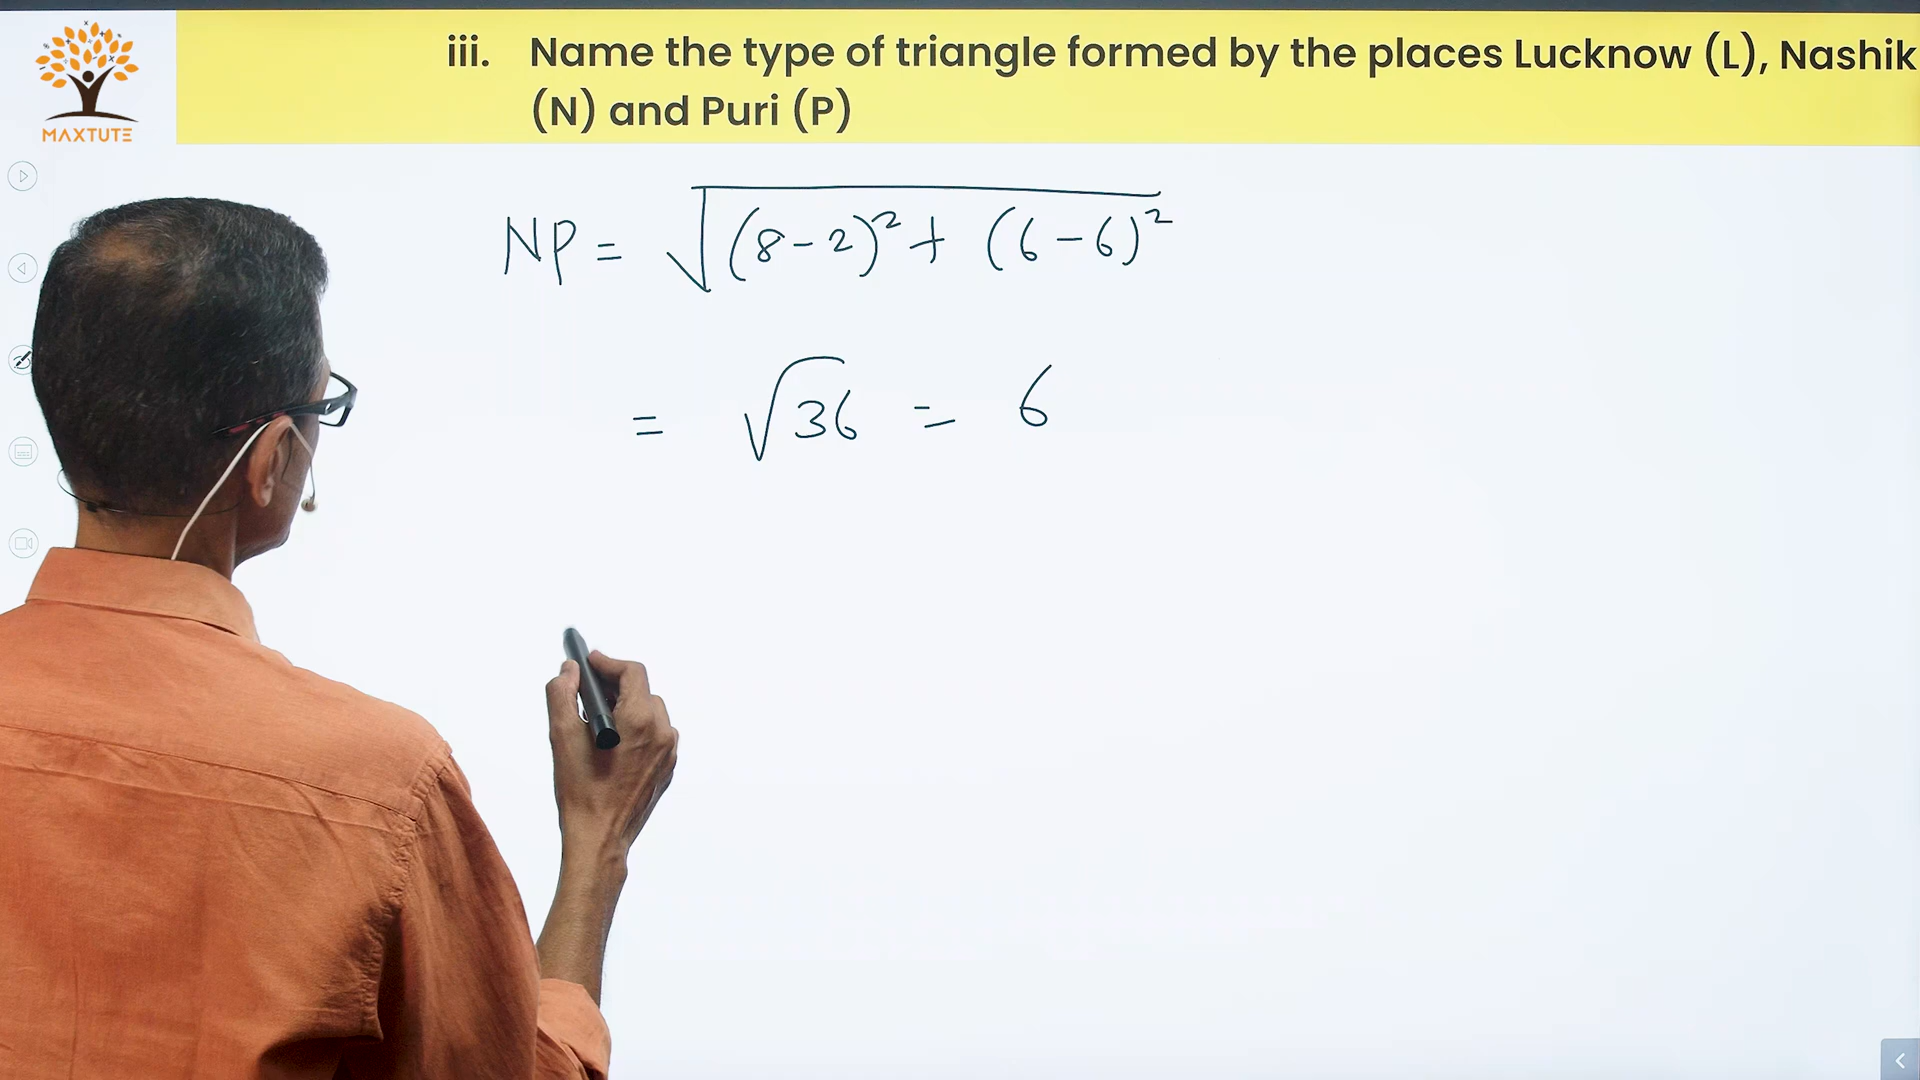 MAXTUTE
iii. Name the type of triangle formed by the places Lucknow (L), Nashik
(N) and Puri (P)
NP = √(8-2)² + (6-6)²
= √36 = 6